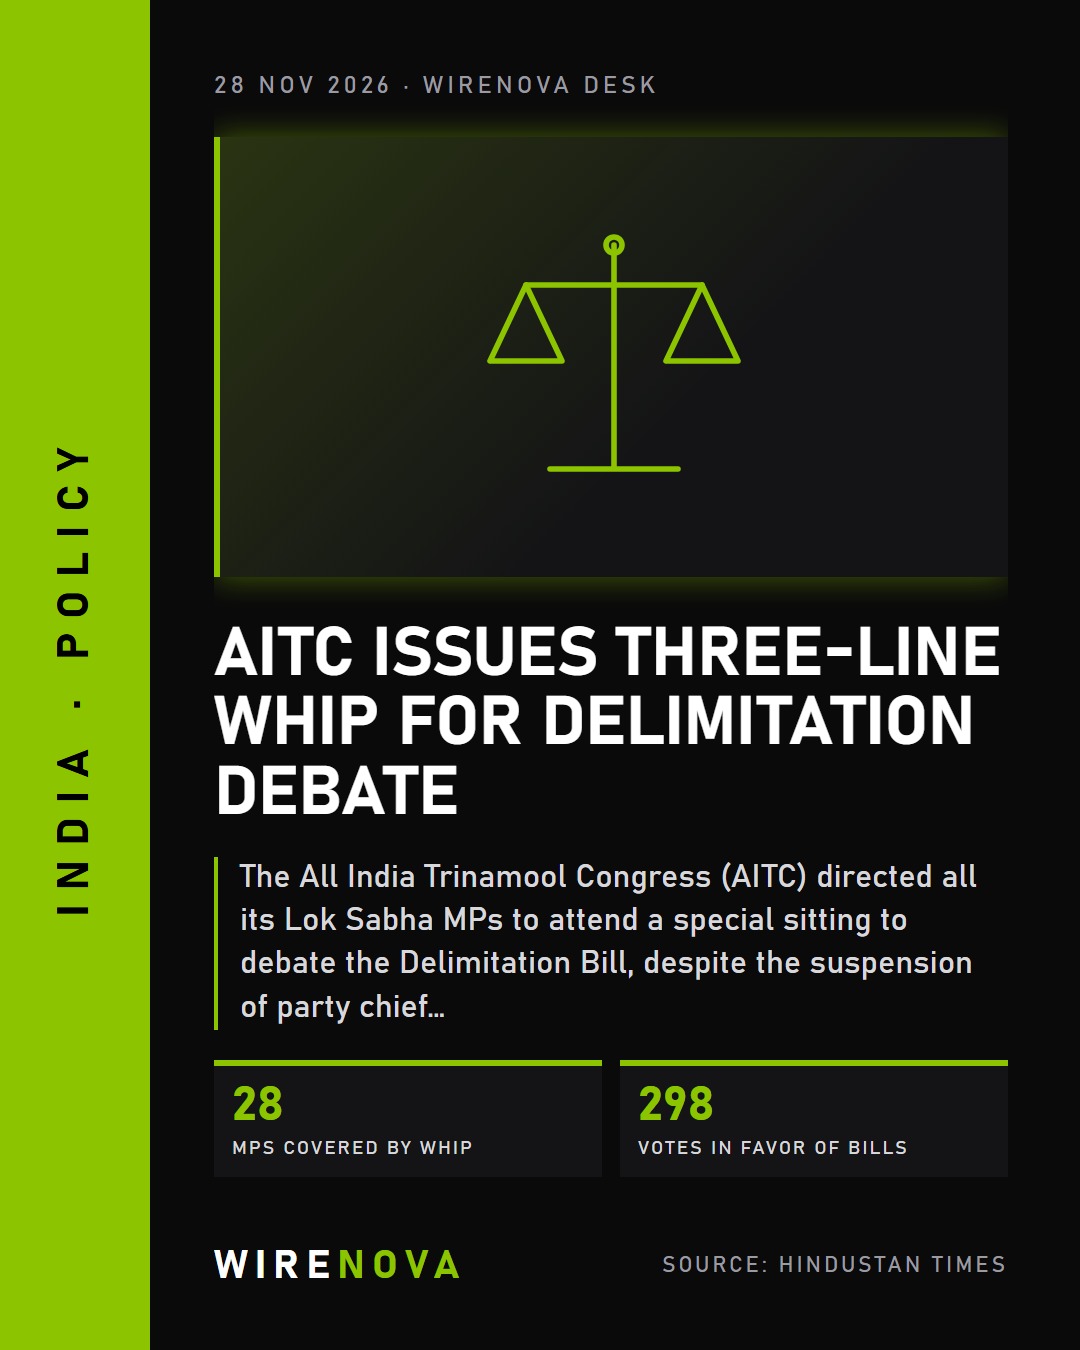 28 NOV 2026 · WIRENOVA DESK
INDIA · POLICY
AITC ISSUES THREE-LINE
WHIP FOR DELIMITATION
DEBATE
The All India Trinamool Congress (AITC) directed all
its Lok Sabha MPs to attend a special sitting to
debate the Delimitation Bill, despite the suspension
of party chief…
28
MPS COVERED BY WHIP
298
VOTES IN FAVOR OF BILLS
WIRENOVA
SOURCE: HINDUSTAN TIMES